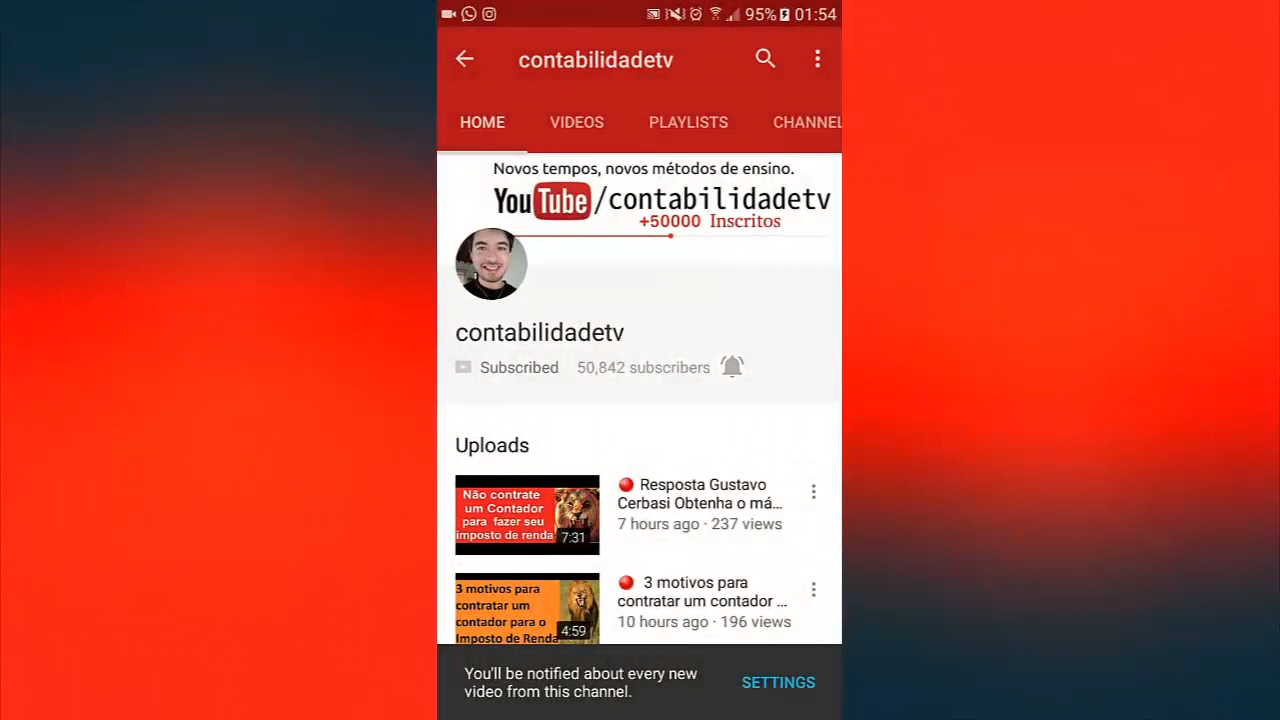 95% 01:54
contabilidadetv
HOME VIDEOS PLAYLISTS CHANNEL
Novos tempos, novos métodos de ensino.
YouTube/contabilidadetv
+50000 Inscritos
contabilidadetv
Subscribed 50,842 subscribers
Uploads
Não contrate
um Contador
para fazer seu
imposto de renda
7:31
Resposta Gustavo
Cerbasi Obtenha o má...
7 hours ago · 237 views
3 motivos para
contratar um
contador para o
Imposto de Renda
4:59
3 motivos para
contratar um contador ...
10 hours ago · 196 views
You'll be notified about every new
video from this channel.
SETTINGS